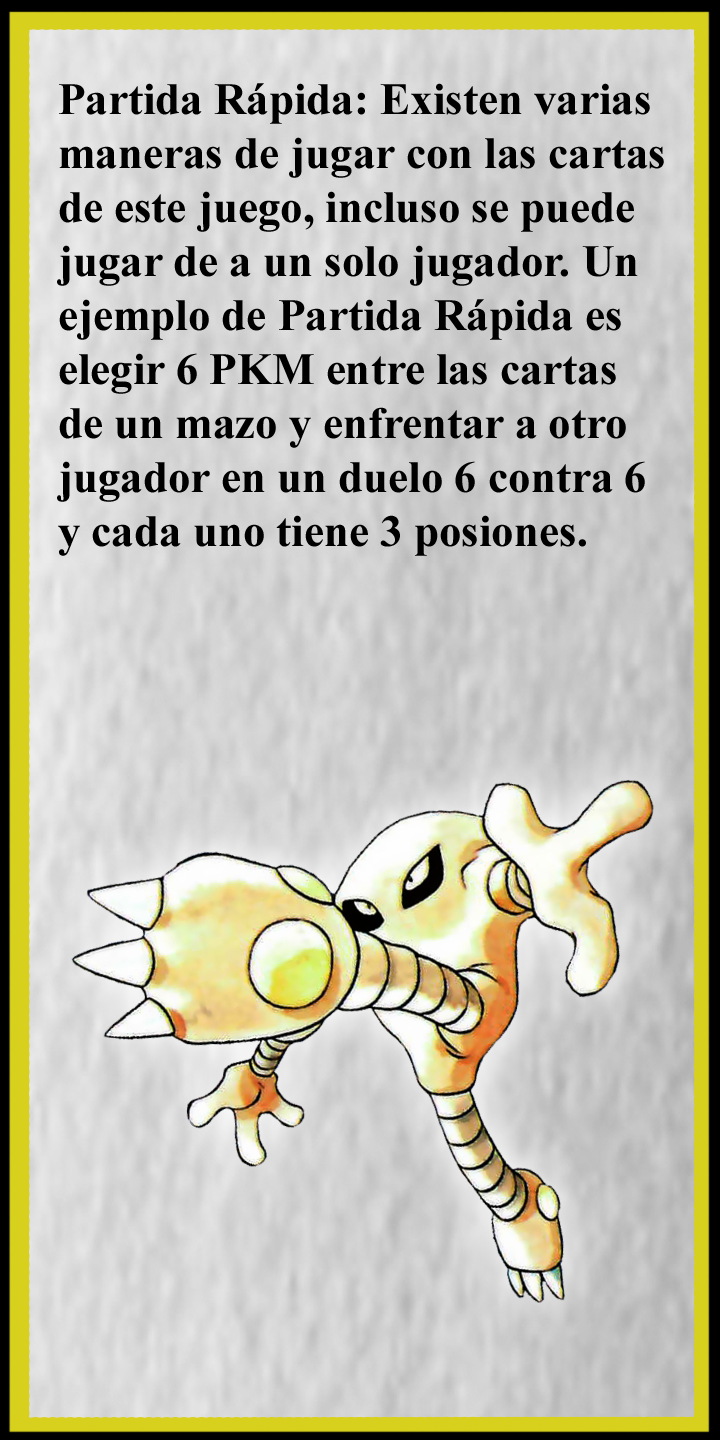 Partida Rápida: Existen varias
maneras de jugar con las cartas
de este juego, incluso se puede
jugar de a un solo jugador. Un
ejemplo de Partida Rápida es
elegir 6 PKM entre las cartas
de un mazo y enfrentar a otro
jugador en un duelo 6 contra 6
y cada uno tiene 3 posiones.